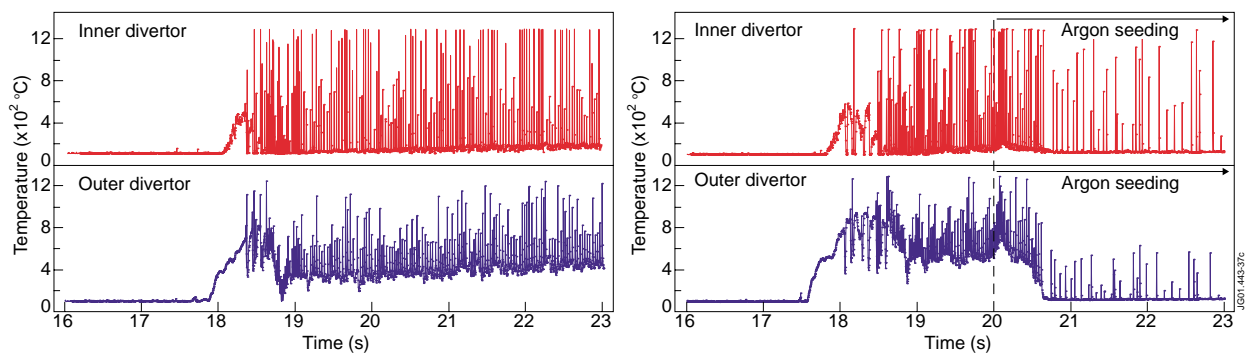 Inner divertor
12
8
4
0
Outer divertor
12
8
4
0
Temperature (x10² °C)
16 17 18 19 20 21 22 23
Time (s)
Inner divertor
Argon seeding
12
8
4
0
Outer divertor
Argon seeding
12
8
4
0
Temperature (x10² °C)
16 17 18 19 20 21 22 23
Time (s)
JG01.443-37c